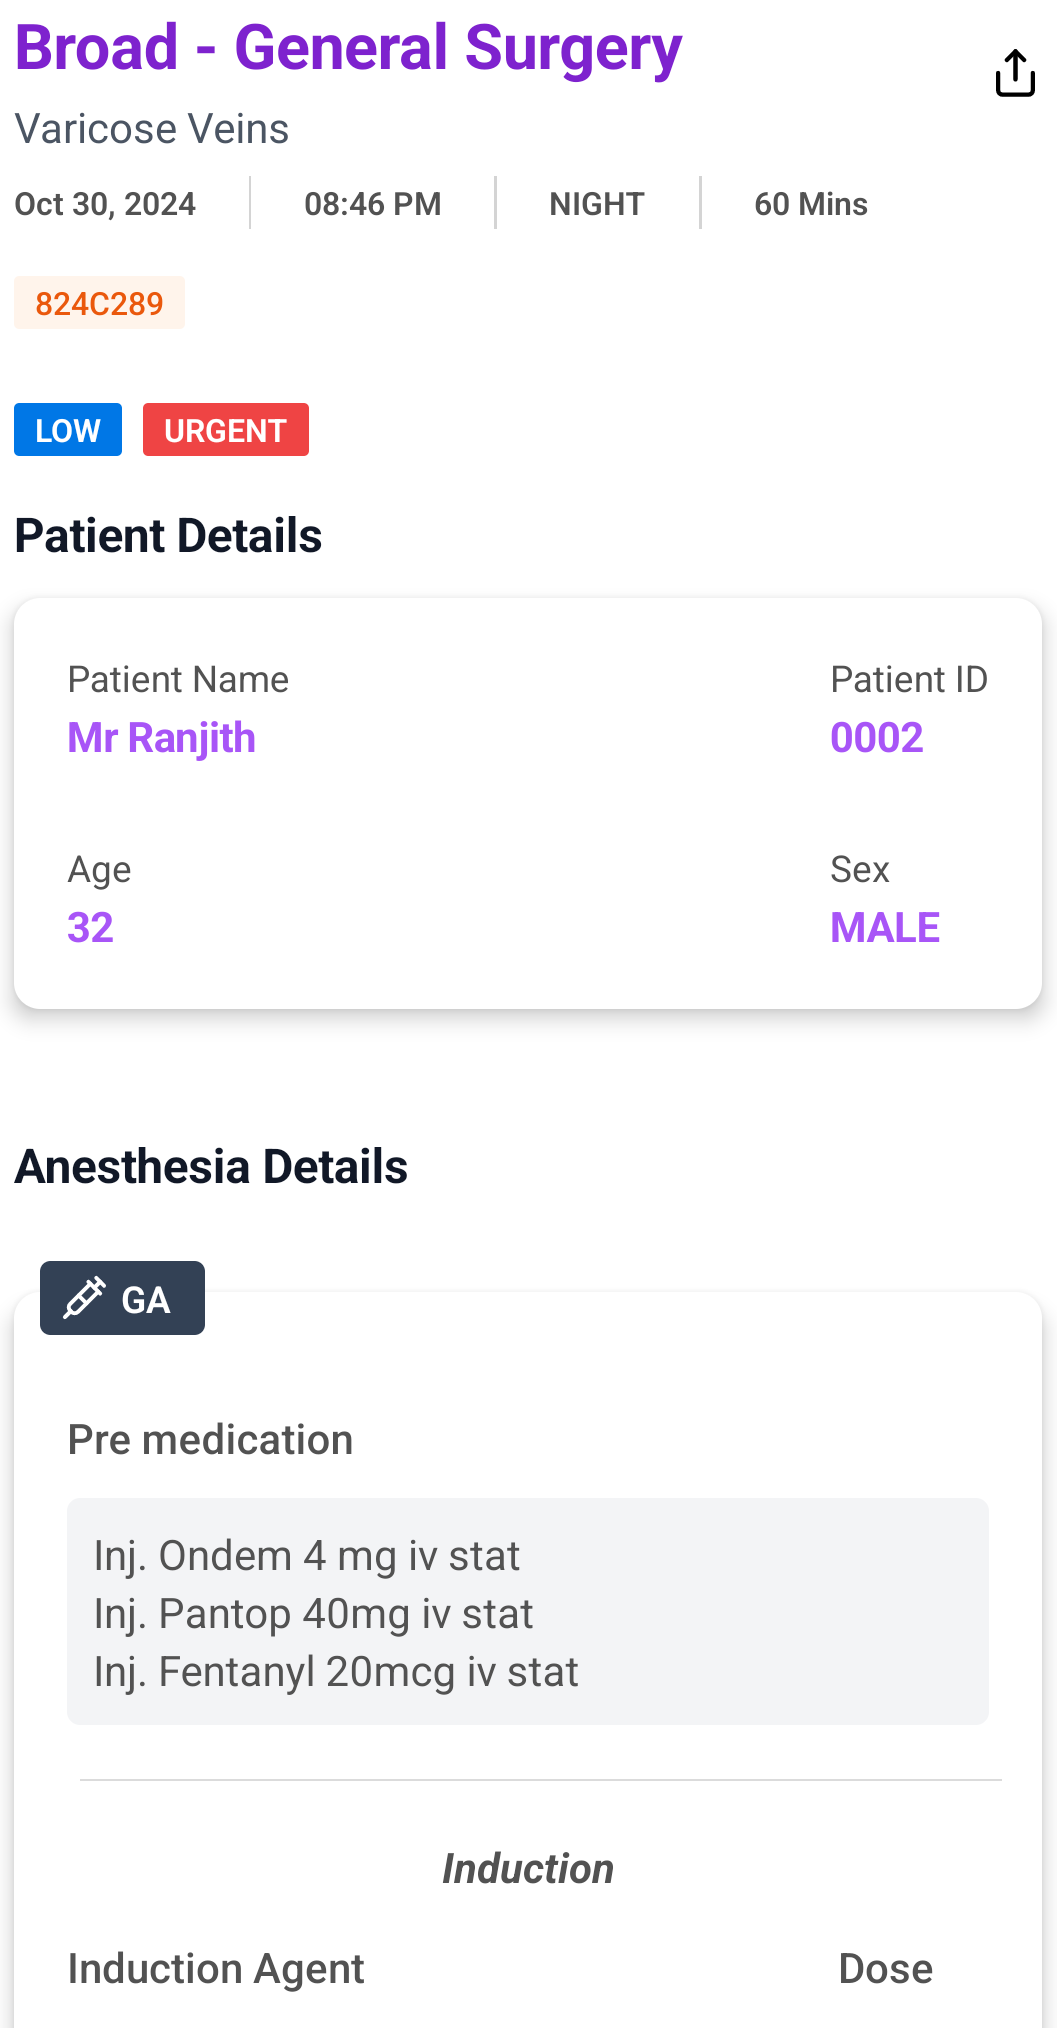 Broad - General Surgery
Varicose Veins
Oct 30, 2024 08:46 PM NIGHT 60 Mins
824C289
LOW URGENT
Patient Details
Patient Name Patient ID
Mr Ranjith 0002
Age Sex
32 MALE
Anesthesia Details
GA
Pre medication
Inj. Ondem 4 mg iv stat
Inj. Pantop 40mg iv stat
Inj. Fentanyl 20mcg iv stat
Induction
Induction Agent Dose